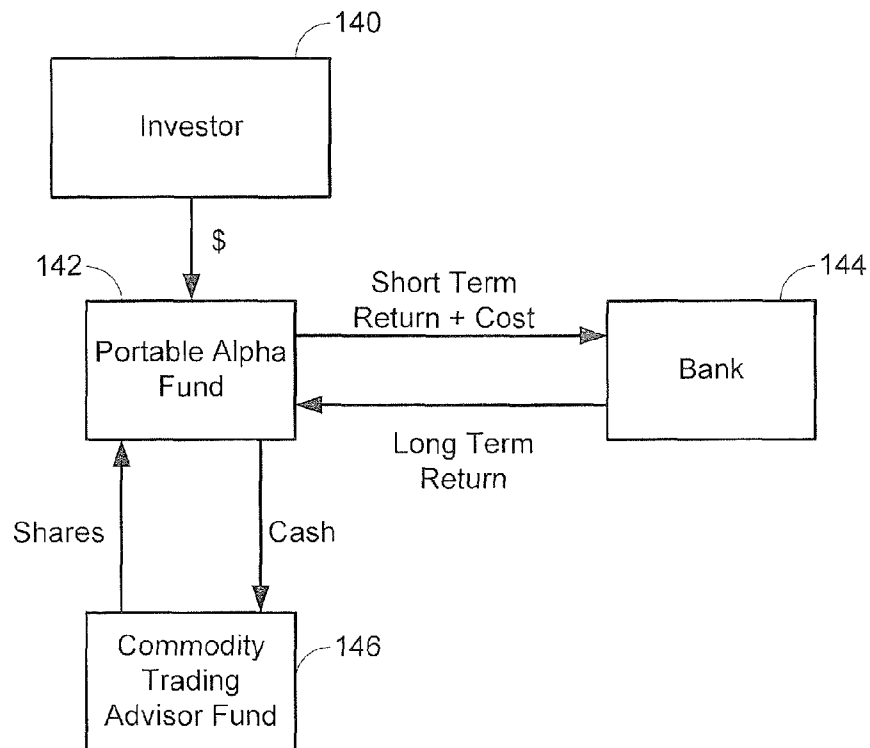 140
Investor
$
142
Short Term
Return + Cost
144
Portable Alpha
Fund
Bank
Long Term
Return
Shares
Cash
Commodity
Trading
Advisor Fund
146